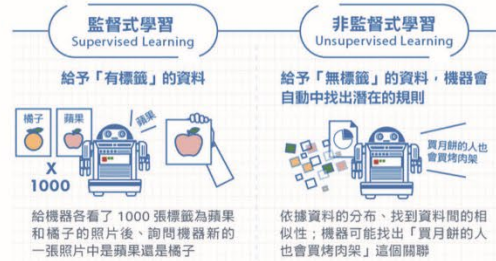 監督式學習
Supervised Learning
給予「有標籤」的資料
橘子
蘋果
X
1000
蘋果
給機器各看了 1000 張標籤為蘋果
和橘子的照片後、詢問機器新的
一張照片中是蘋果還是橘子
非監督式學習
Unsupervised Learning
給予「無標籤」的資料，機器會
自動中找出潛在的規則
買月餅的人也
會買烤肉架
依據資料的分布、找到資料間的相
似性；機器可能找出「買月餅的人
也會買烤肉架」這個關聯